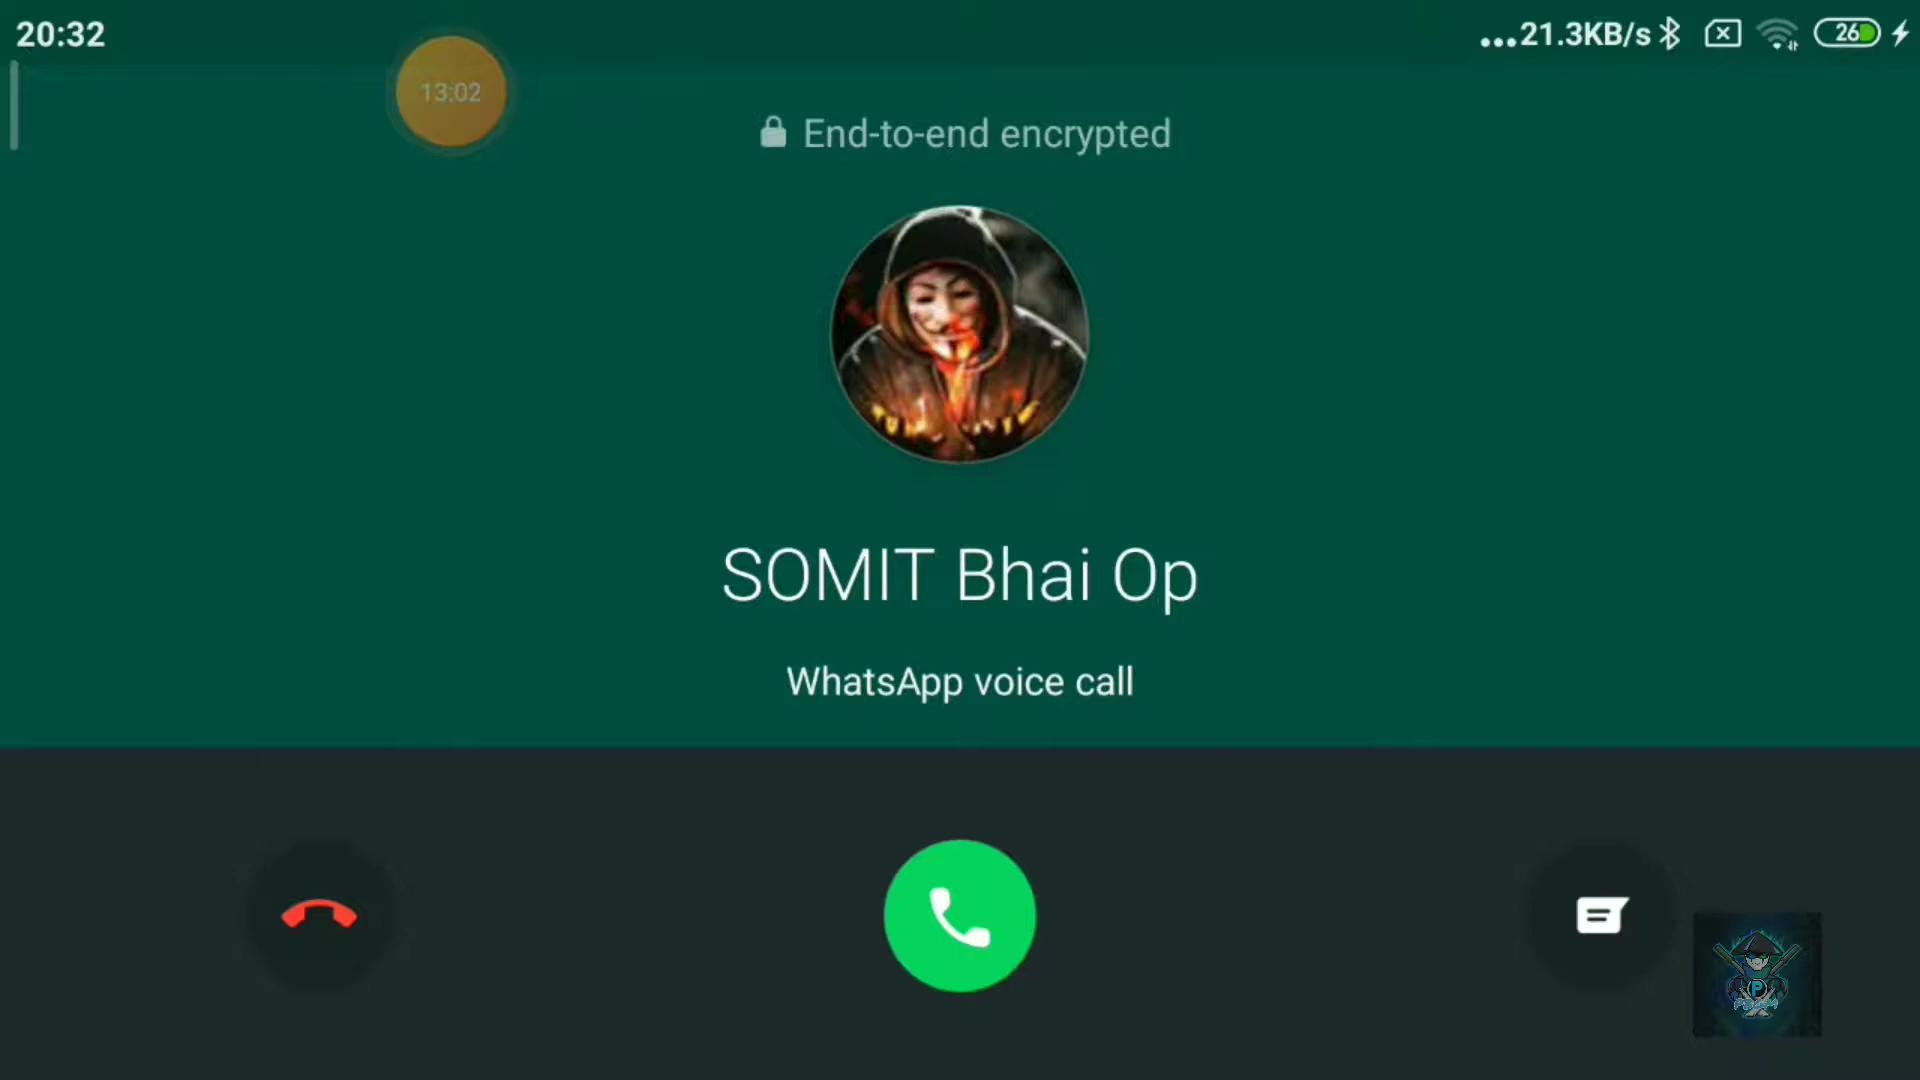 20:32
...21.3KB/s
26
13:02
End-to-end encrypted
SOMIT Bhai Op
WhatsApp voice call
P